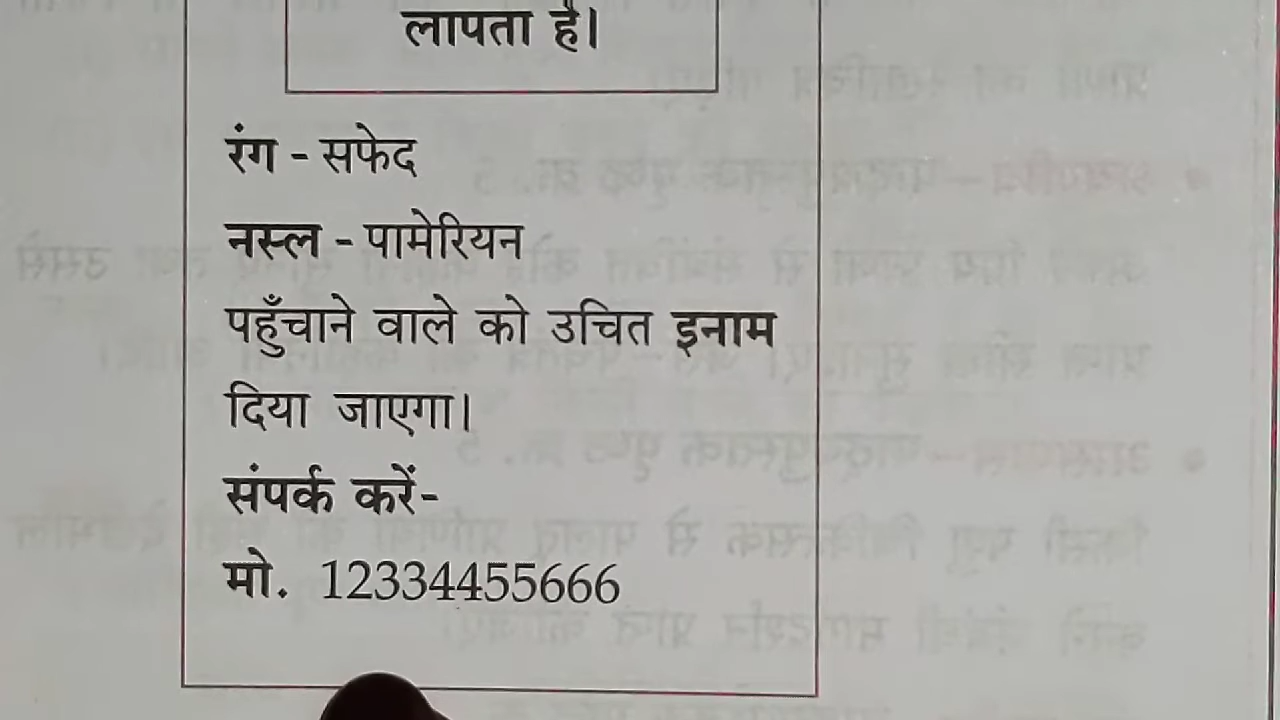 लापता है।
रंग - सफेद
नस्ल - पामेरियन
पहुँचाने वाले को उचित इनाम
दिया जाएगा।
संपर्क करें-
मो. 12334455666